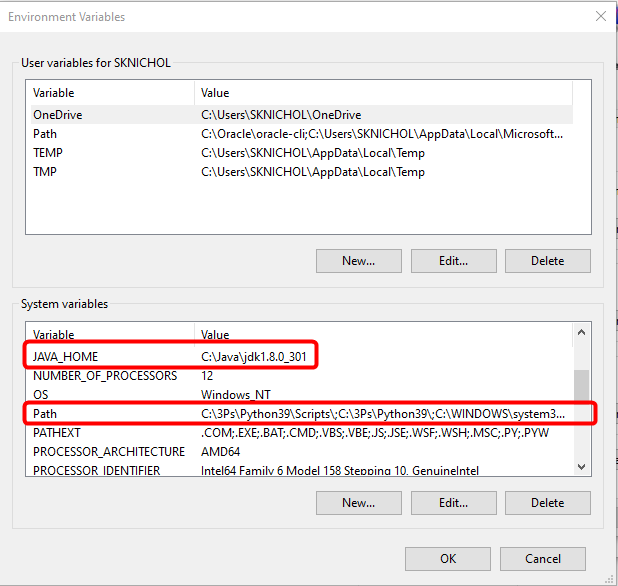 Environment Variables
User variables for SKNICHOL
Variable Value
OneDrive C:\Users\SKNICHOL\OneDrive
Path C:\Oracle\oracle-cli;C:\Users\SKNICHOL\AppData\Local\Microsoft...
TEMP C:\Users\SKNICHOL\AppData\Local\Temp
TMP C:\Users\SKNICHOL\AppData\Local\Temp
New... Edit... Delete
System variables
Variable Value
JAVA_HOME C:\Java\jdk1.8.0_301
NUMBER_OF_PROCESSORS 12
OS Windows_NT
Path C:\3Ps\Python39\Scripts\;C:\3Ps\Python39\;C:\WINDOWS\system3...
PATHEXT .COM;.EXE;.BAT;.CMD;.VBS;.VBE;.JS;.JSE;.WSF;.WSH;.MSC;.PY;.PYW
PROCESSOR_ARCHITECTURE AMD64
PROCESSOR_IDENTIFIER Intel64 Family 6 Model 158 Stepping 10, GenuineIntel
New... Edit... Delete
OK Cancel